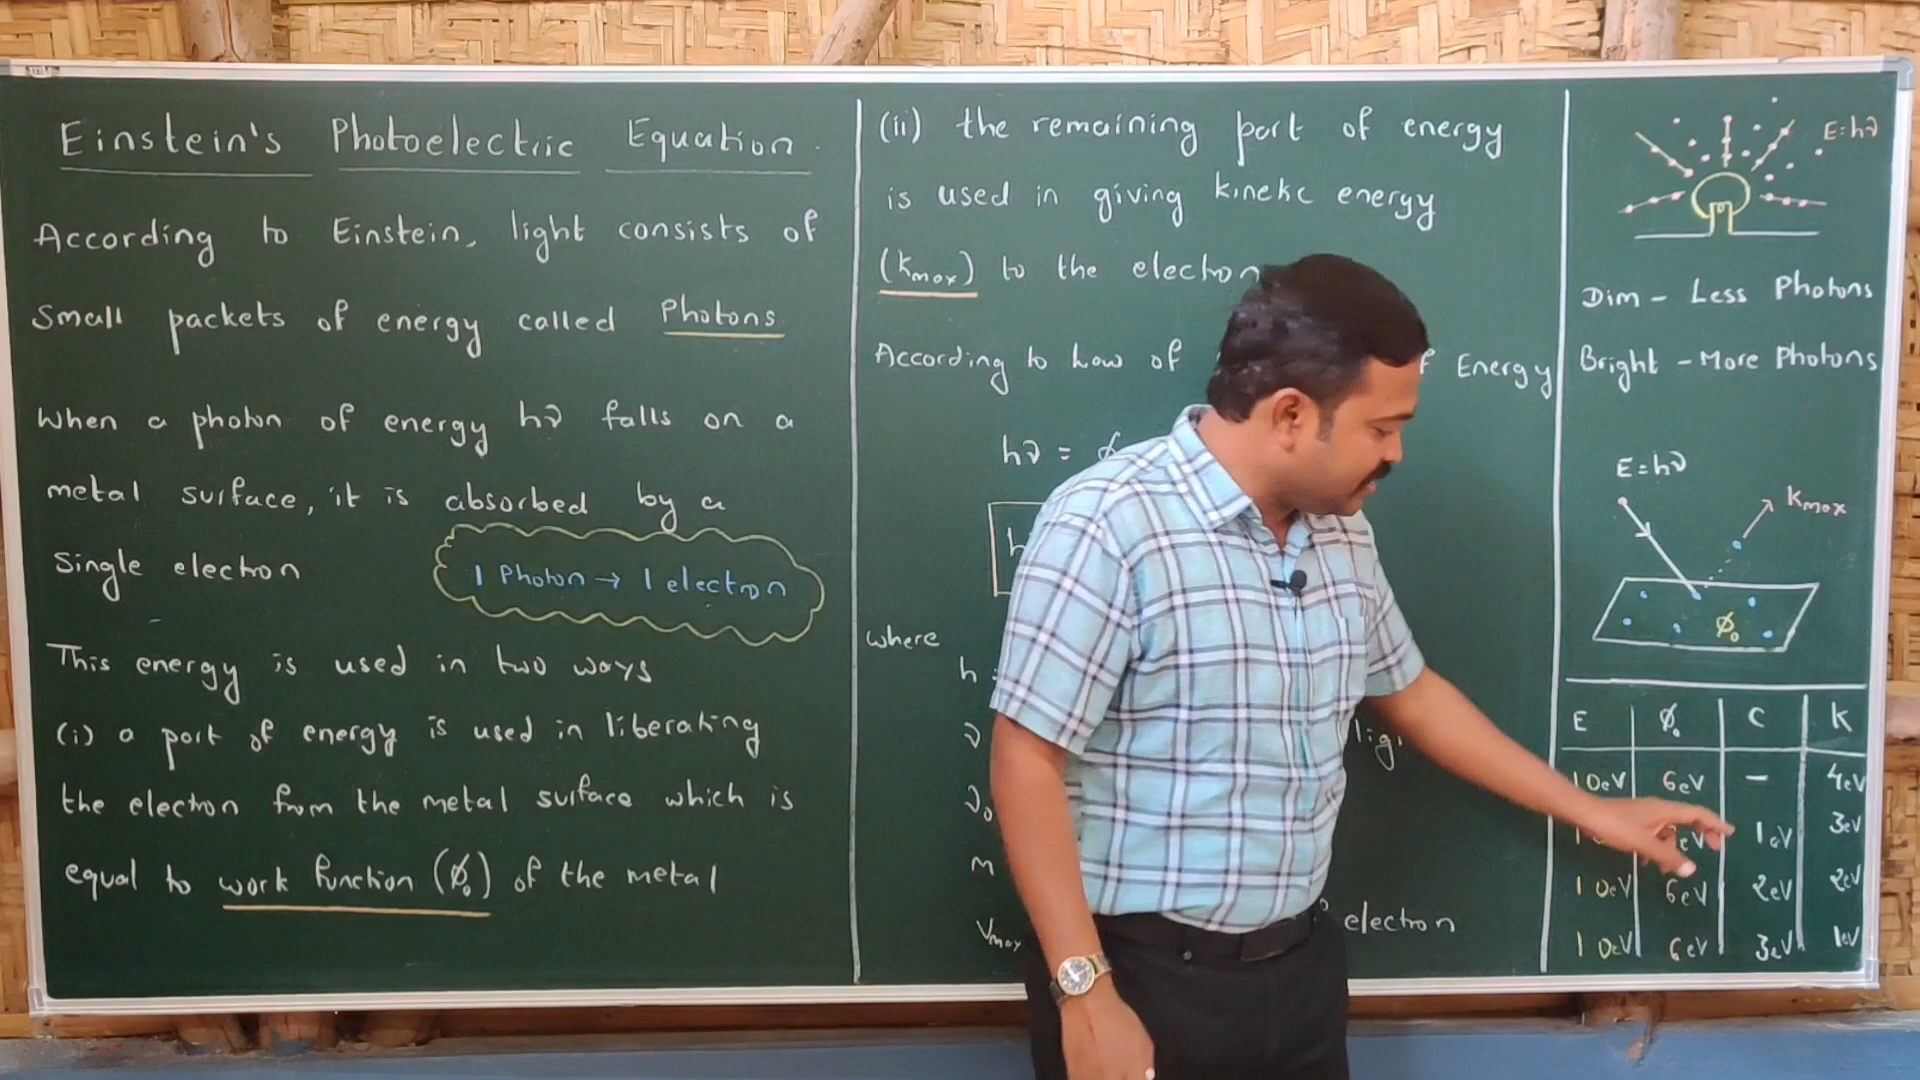 Einstein's Photoelectric Equation
According to Einstein, light consists of
small packets of energy called Photons
When a photon of energy hν falls on a
metal surface, it is absorbed by a
single electron
1 Photon → 1 electron
This energy is used in two ways
(i) a part of energy is used in liberating
the electron from the metal surface which is
equal to work function (ϕ₀) of the metal
(ii) the remaining part of energy
is used in giving kinetic energy
(Kmax) to the electron
According to Law of
Energy
hν =
h
where
h
ν
ν₀
m
Vmax
electron
E=hν
Dim - Less Photons
Bright - More Photons
E=hν
Kmax
ϕ₀
E ϕ₀ C K
10eV 6eV - 4eV
eV 1eV 3eV
10eV 6eV 2eV 2eV
10eV 6eV 3eV 1eV